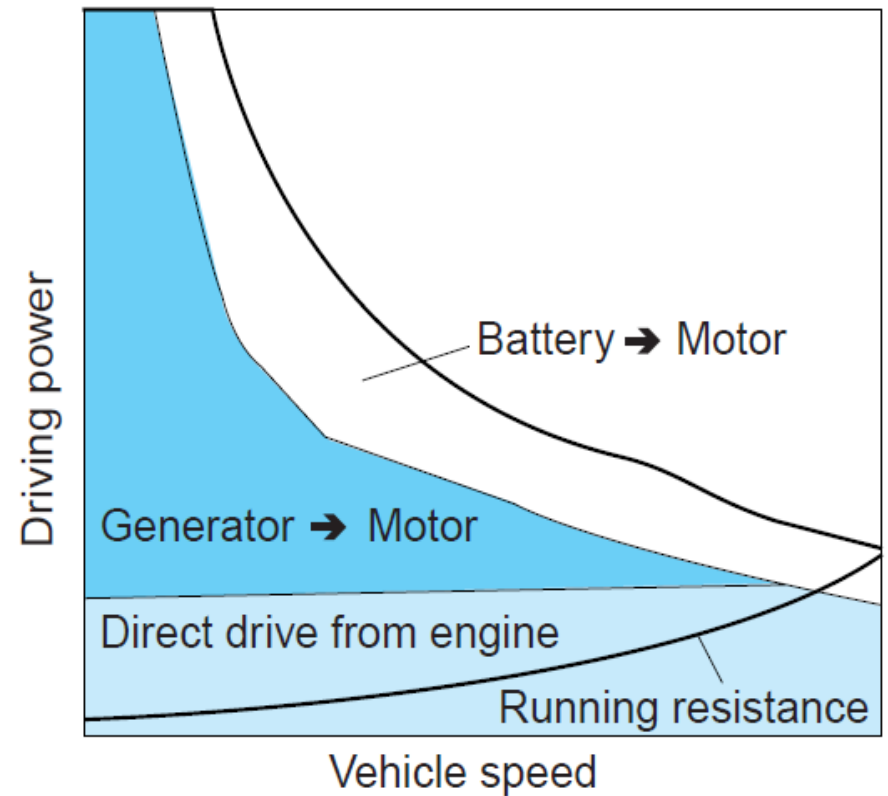 Driving power
Battery ➔ Motor
Generator ➔ Motor
Direct drive from engine
Running resistance
Vehicle speed